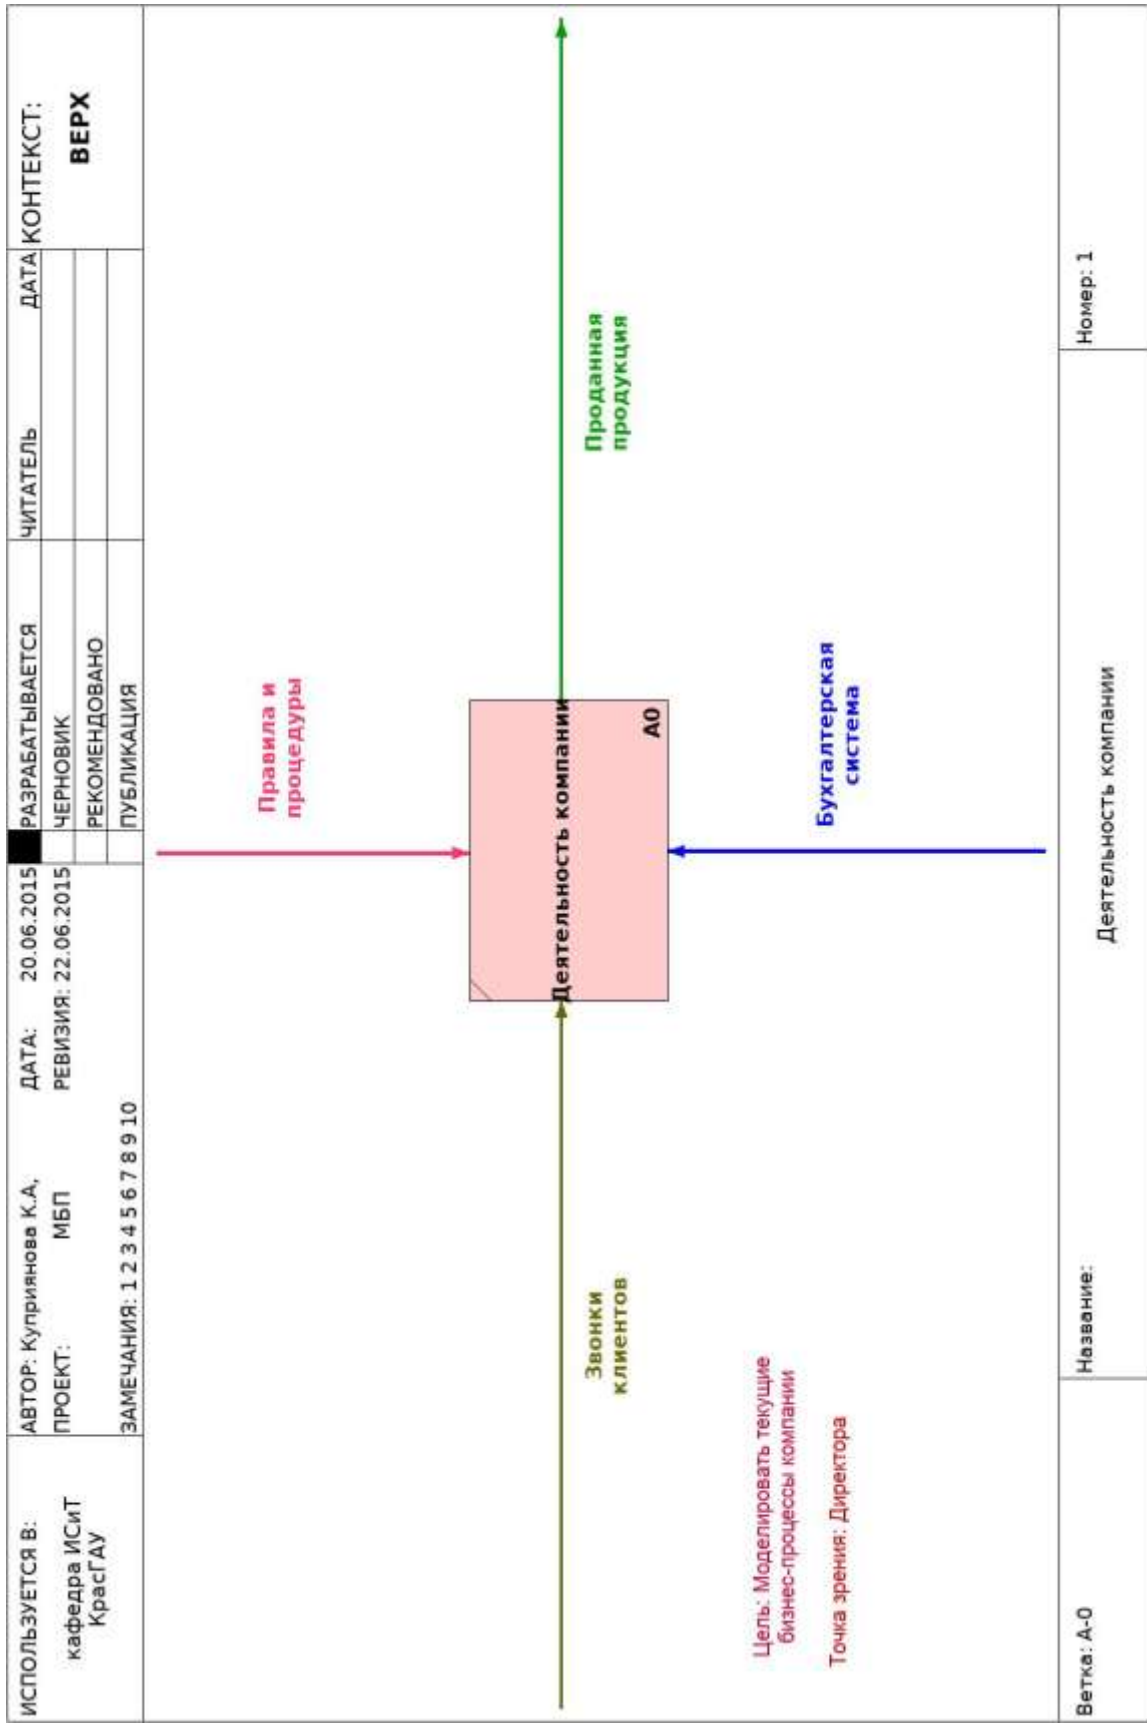 ИСПОЛЬЗУЕТСЯ В:
кафедра ИСиТ
КрасГАУ
АВТОР: Куприянова К.А,
ДАТА: 20.06.2015
ПРОЕКТ: МБП
РЕВИЗИЯ: 22.06.2015
ЗАМЕЧАНИЯ: 1 2 3 4 5 6 7 8 9 10
РАЗРАБАТЫВАЕТСЯ
ЧЕРНОВИК
РЕКОМЕНДОВАНО
ПУБЛИКАЦИЯ
ЧИТАТЕЛЬ
ДАТА
КОНТЕКСТ:
ВЕРХ
Правила и
процедуры
Звонки
клиентов
Деятельность компании
A0
Проданная
продукция
Бухгалтерская
система
Цель: Моделировать текущие
бизнес-процессы компании
Точка зрения: Директора
Ветка: A-0
Название:
Деятельность компании
Номер: 1